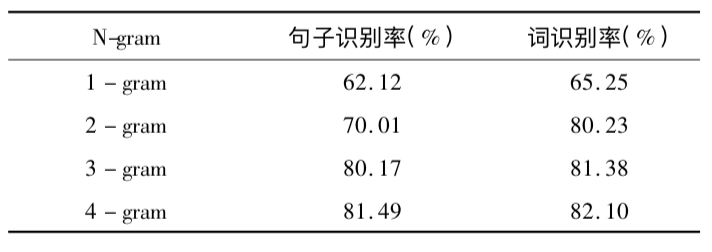 N-gram 句子识别率(%) 词识别率(%)
1-gram 62.12 65.25
2-gram 70.01 80.23
3-gram 80.17 81.38
4-gram 81.49 82.10